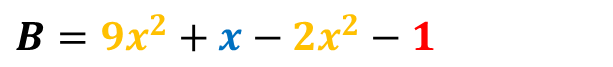 B = 9x² + x − 2x² − 1